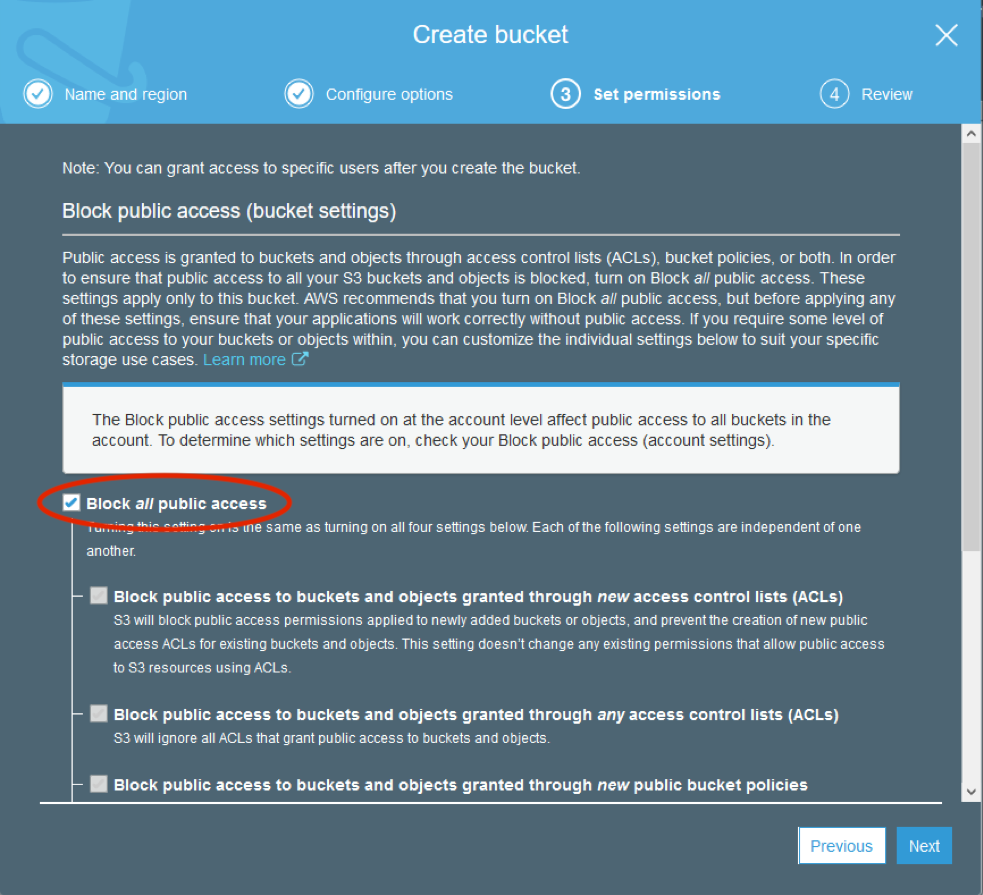 Create bucket
Name and region
Configure options
3 Set permissions
4 Review
Note: You can grant access to specific users after you create the bucket.
Block public access (bucket settings)
Public access is granted to buckets and objects through access control lists (ACLs), bucket policies, or both. In order
to ensure that public access to all your S3 buckets and objects is blocked, turn on Block all public access. These
settings apply only to this bucket. AWS recommends that you turn on Block all public access, but before applying any
of these settings, ensure that your applications will work correctly without public access. If you require some level of
public access to your buckets or objects within, you can customize the individual settings below to suit your specific
storage use cases. Learn more
The Block public access settings turned on at the account level affect public access to all buckets in the
account. To determine which settings are on, check your Block public access (account settings).
Block all public access
Turning this setting on is the same as turning on all four settings below. Each of the following settings are independent of one
another.
Block public access to buckets and objects granted through new access control lists (ACLs)
S3 will block public access permissions applied to newly added buckets or objects, and prevent the creation of new public
access ACLs for existing buckets and objects. This setting doesn't change any existing permissions that allow public access
to S3 resources using ACLs.
Block public access to buckets and objects granted through any access control lists (ACLs)
S3 will ignore all ACLs that grant public access to buckets and objects.
Block public access to buckets and objects granted through new public bucket policies
Previous
Next